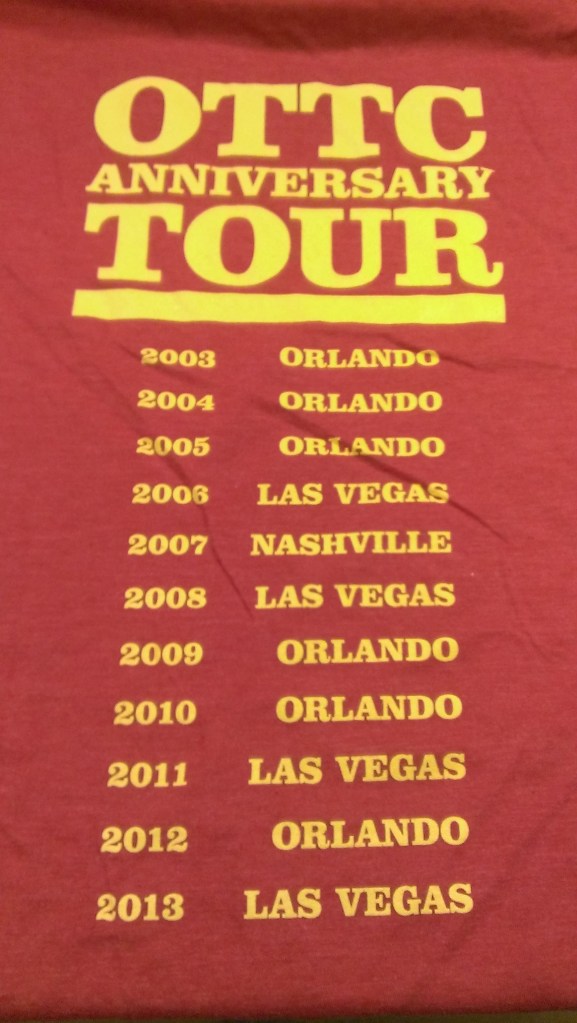 OTTC
ANNIVERSARY
TOUR
2003 ORLANDO
2004 ORLANDO
2005 ORLANDO
2006 LAS VEGAS
2007 NASHVILLE
2008 LAS VEGAS
2009 ORLANDO
2010 ORLANDO
2011 LAS VEGAS
2012 ORLANDO
2013 LAS VEGAS